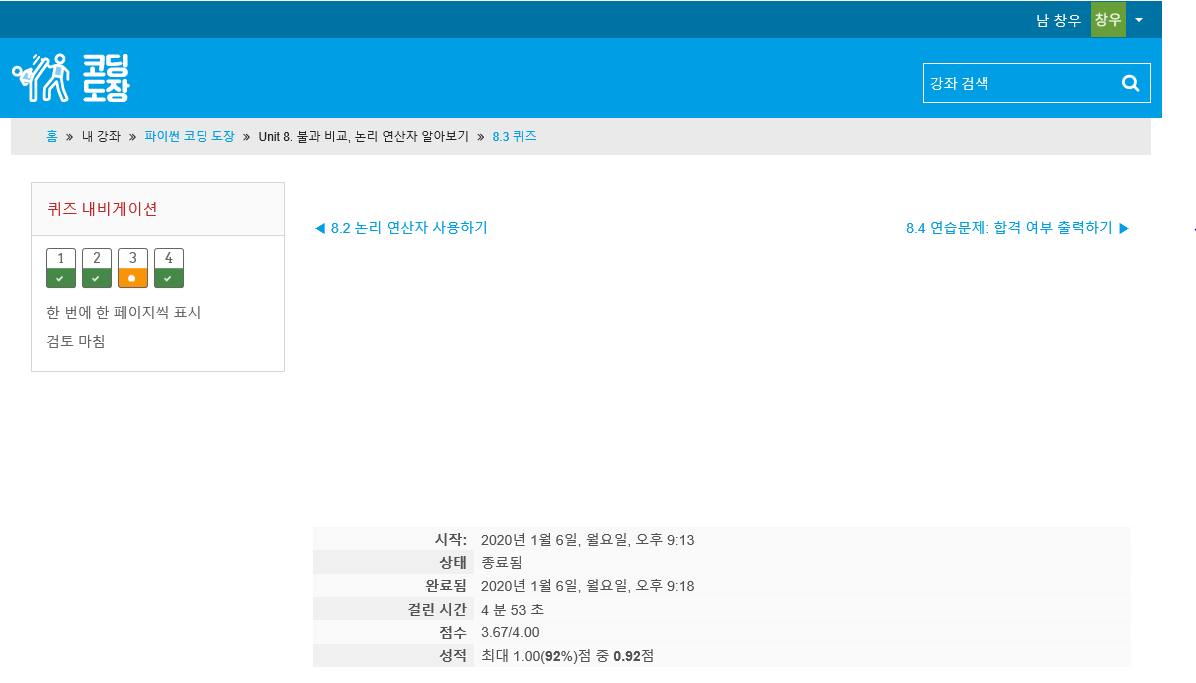 남 창우 창우
코딩
도장
강좌 검색
홈 » 내 강좌 » 파이썬 코딩 도장 » Unit 8. 불과 비교, 논리 연산자 알아보기 » 8.3 퀴즈
퀴즈 내비게이션
1 2 3 4
한 번에 한 페이지씩 표시
검토 마침
◀ 8.2 논리 연산자 사용하기
8.4 연습문제: 합격 여부 출력하기 ▶
시작: 2020년 1월 6일, 월요일, 오후 9:13
상태 종료됨
완료됨 2020년 1월 6일, 월요일, 오후 9:18
걸린 시간 4 분 53 초
점수 3.67/4.00
성적 최대 1.00(92%)점 중 0.92점